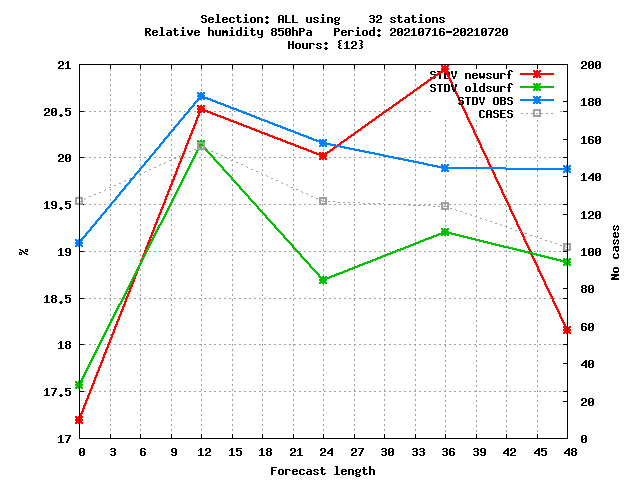 Selection: ALL using    32 stations
Relative humidity 850hPa   Period: 20210716-20210720
Hours: {12}
STDV newsurf
STDV oldsurf
STDV OBS
CASES
21
20.5
20
19.5
19
18.5
18
17.5
17
%
200
180
160
140
120
100
80
60
40
20
0
No cases
0 3 6 9 12 15 18 21 24 27 30 33 36 39 42 45 48
Forecast length